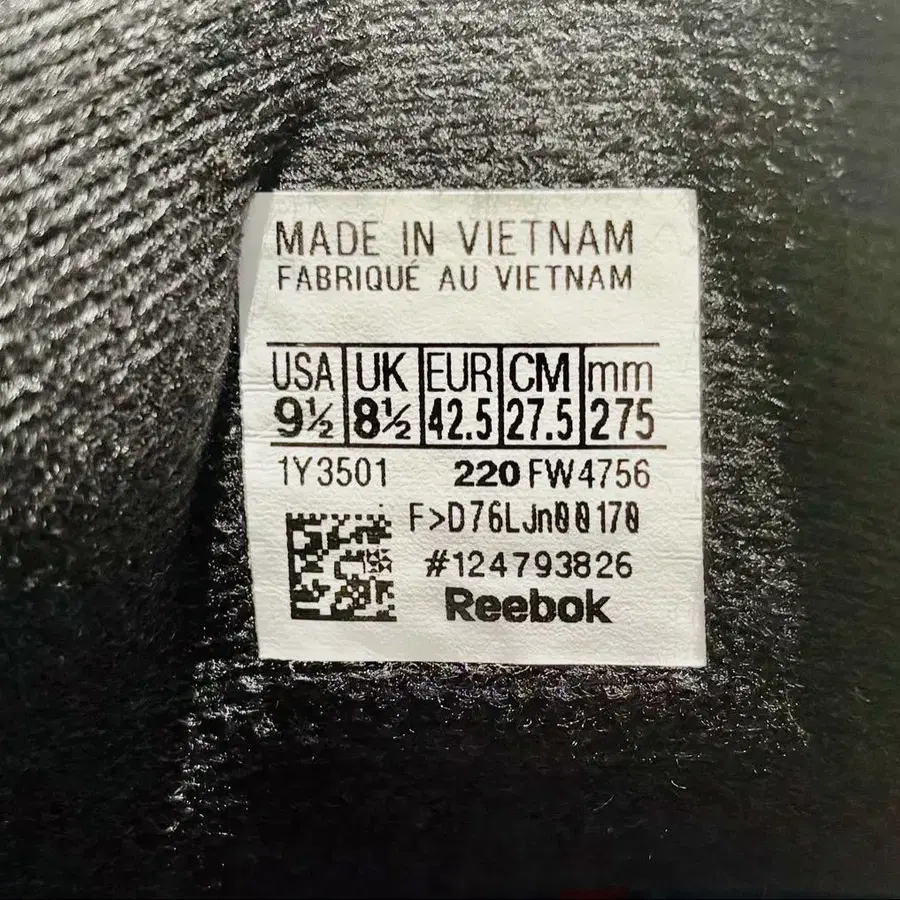 MADE IN VIETNAM
FABRIQUÉ AU VIETNAM
USA UK EUR CM mm
9½ 8½ 42.5 27.5 275
1Y3501 220 FW4756
F>D76LJn00170
#124793826
Reebok